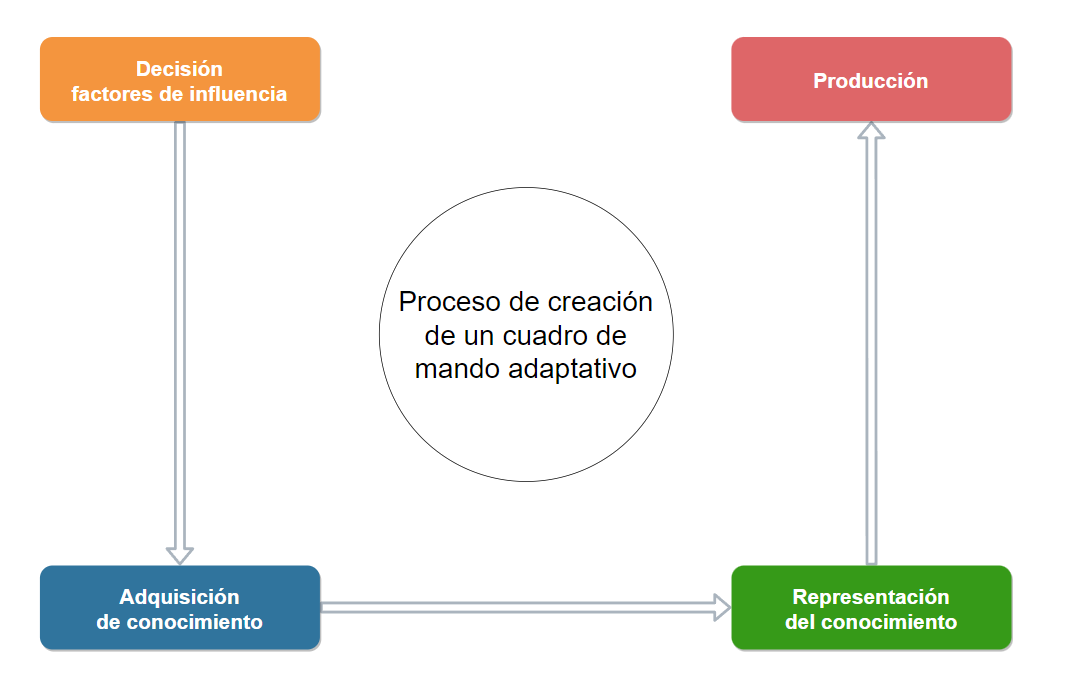 Decisión
factores de influencia
Producción
Proceso de creación
de un cuadro de
mando adaptativo
Adquisición
de conocimiento
Representación
del conocimiento